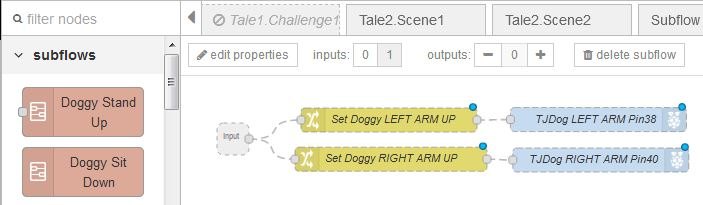 filter nodes
Tale1.Challenge1
Tale2.Scene1
Tale2.Scene2
Subflow
subflows
edit properties
inputs: 0 1
outputs: 0
delete subflow
Doggy Stand
Up
Doggy Sit
Down
input
Set Doggy LEFT ARM UP
TJDog LEFT ARM Pin38
Set Doggy RIGHT ARM UP
TJDog RIGHT ARM Pin40